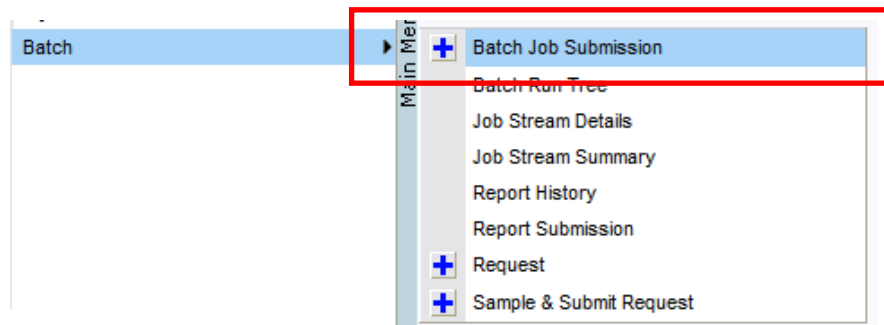 Batch
Main Men
Batch Job Submission
Batch Run Tree
Job Stream Details
Job Stream Summary
Report History
Report Submission
Request
Sample & Submit Request